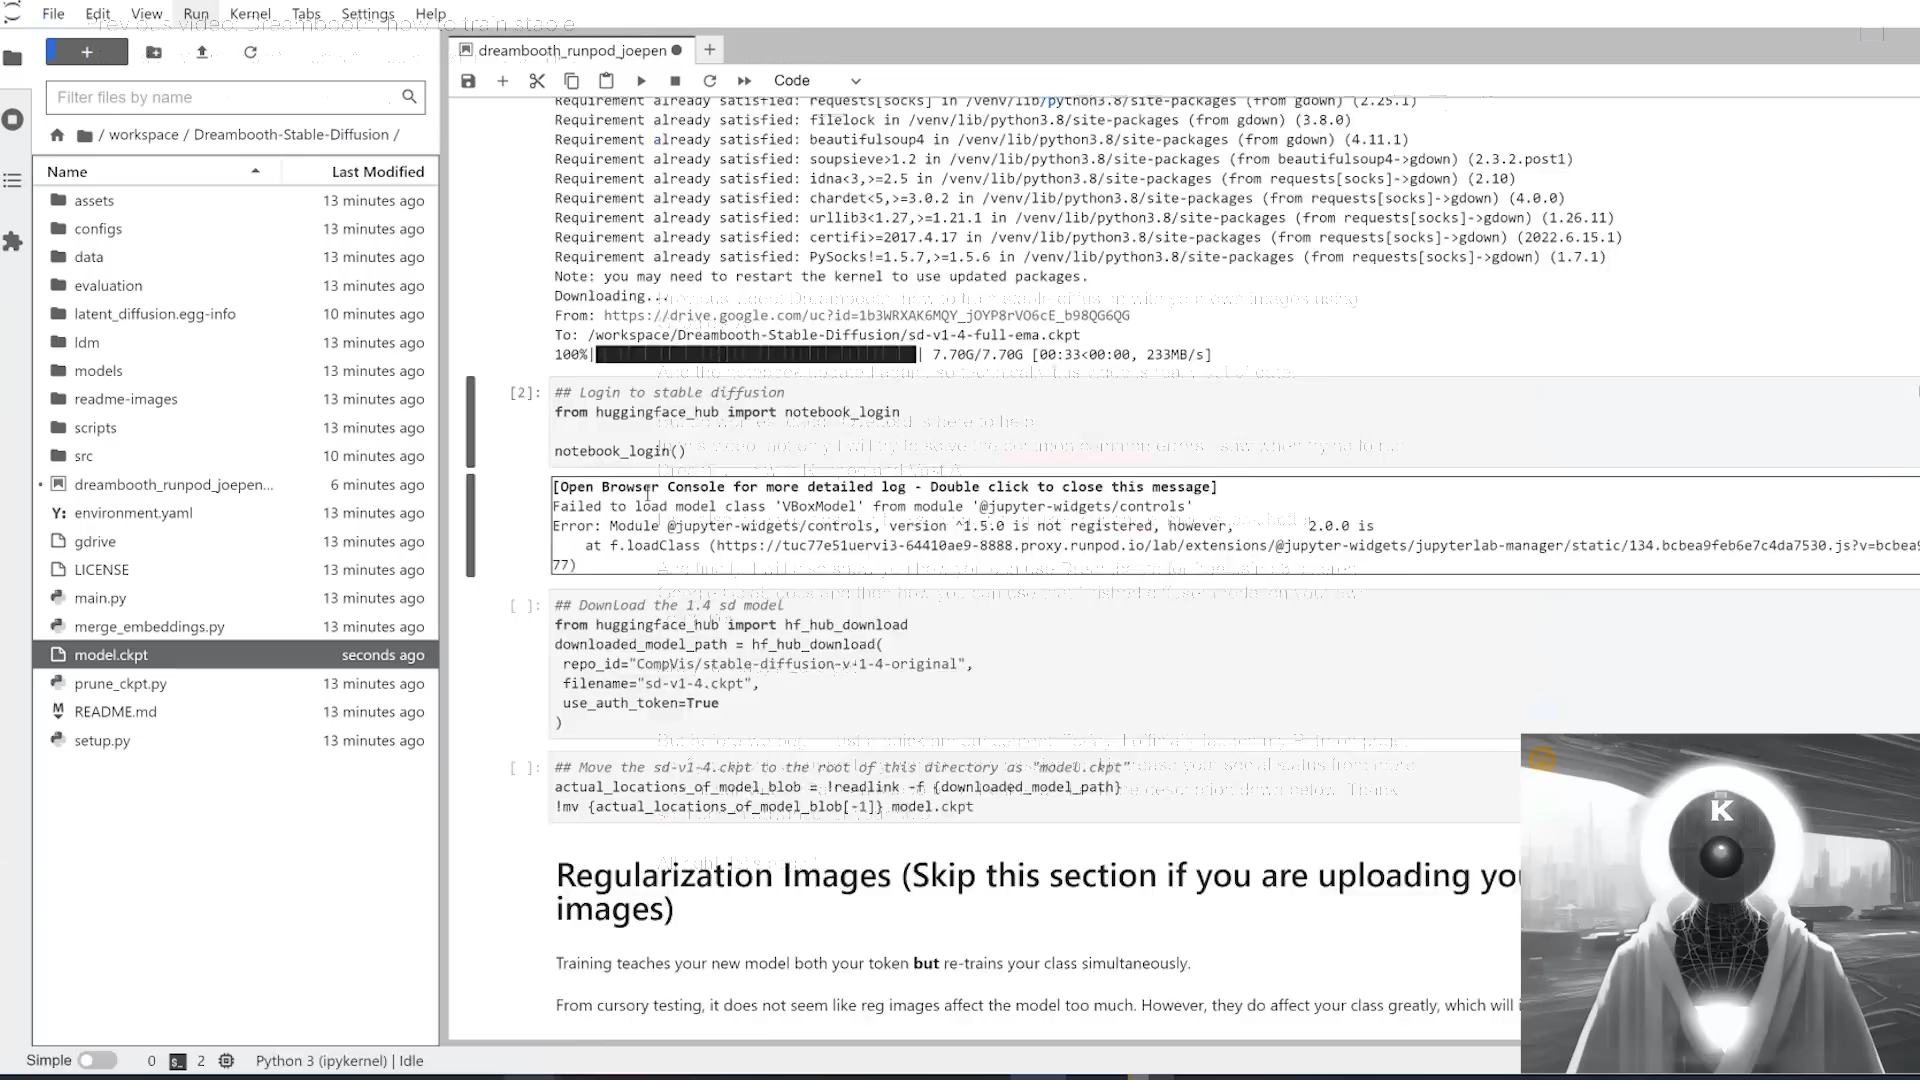 File Edit View Run Kernel Tabs Settings Help
Previous video: Dreambooth: how to train stable
Filter files by name
/ workspace / Dreambooth-Stable-Diffusion /
Name Last Modified
assets 13 minutes ago
configs 13 minutes ago
data 13 minutes ago
evaluation 13 minutes ago
latent_diffusion.egg-info 10 minutes ago
ldm 13 minutes ago
models 13 minutes ago
readme-images 13 minutes ago
scripts 13 minutes ago
src 10 minutes ago
dreambooth_runpod_joepen... 6 minutes ago
Y: environment.yaml 13 minutes ago
gdrive 13 minutes ago
LICENSE 13 minutes ago
main.py 13 minutes ago
merge_embeddings.py 13 minutes ago
model.ckpt seconds ago
prune_ckpt.py 13 minutes ago
README.md 13 minutes ago
setup.py 13 minutes ago
dreambooth_runpod_joepen
Code
Requirement already satisfied: requests[socks] in /venv/lib/python3.8/site-packages (from gdown) (2.25.1)
Requirement already satisfied: filelock in /venv/lib/python3.8/site-packages (from gdown) (3.8.0)
Requirement already satisfied: beautifulsoup4 in /venv/lib/python3.8/site-packages (from gdown) (4.11.1)
Requirement already satisfied: soupsieve>1.2 in /venv/lib/python3.8/site-packages (from beautifulsoup4->gdown) (2.3.2.post1)
Requirement already satisfied: idna<3,>=2.5 in /venv/lib/python3.8/site-packages (from requests[socks]->gdown) (2.10)
Requirement already satisfied: chardet<5,>=3.0.2 in /venv/lib/python3.8/site-packages (from requests[socks]->gdown) (4.0.0)
Requirement already satisfied: urllib3<1.27,>=1.21.1 in /venv/lib/python3.8/site-packages (from requests[socks]->gdown) (1.26.11)
Requirement already satisfied: certifi>=2017.4.17 in /venv/lib/python3.8/site-packages (from requests[socks]->gdown) (2022.6.15.1)
Requirement already satisfied: PySocks!=1.5.7,>=1.5.6 in /venv/lib/python3.8/site-packages (from requests[socks]->gdown) (1.7.1)
Note: you may need to restart the kernel to use updated packages.
Downloading...
From: https://drive.google.com/uc?id=1b3WRXAK6MQY_jOYP8rVO6cE_b98QG6QG
To: /workspace/Dreambooth-Stable-Diffusion/sd-v1-4-full-ema.ckpt
100%| | 7.70G/7.70G [00:33<00:00, 233MB/s]
[2]: ## Login to stable diffusion
from huggingface_hub import notebook_login
notebook_login()
[Open Browser Console for more detailed log - Double click to close this message]
Failed to load model class 'VBoxModel' from module '@jupyter-widgets/controls'
Error: Module @jupyter-widgets/controls, version ^1.5.0 is not registered, however, 2.0.0 is
at f.loadClass (https://tuc77e51uervi3-64410ae9-8888.proxy.runpod.io/lab/extensions/@jupyter-widgets/jupyterlab-manager/static/134.bcbea9feb6e7c4da7530.js?v=bcbea9
77)
[ ]: ## Download the 1.4 sd model
from huggingface_hub import hf_hub_download
downloaded_model_path = hf_hub_download(
repo_id="CompVis/stable-diffusion-v-1-4-original",
filename="sd-v1-4.ckpt",
use_auth_token=True
)
[ ]: ## Move the sd-v1-4.ckpt to the root of this directory as "model.ckpt"
actual_locations_of_model_blob = !readlink -f {downloaded_model_path}
!mv {actual_locations_of_model_blob[-1]} model.ckpt
Regularization Images (Skip this section if you are uploading you
images)
Training teaches your new model both your token but re-trains your class simultaneously.
From cursory testing, it does not seem like reg images affect the model too much. However, they do affect your class greatly, which will i
K
Simple 0 2 Python 3 (ipykernel) | Idle